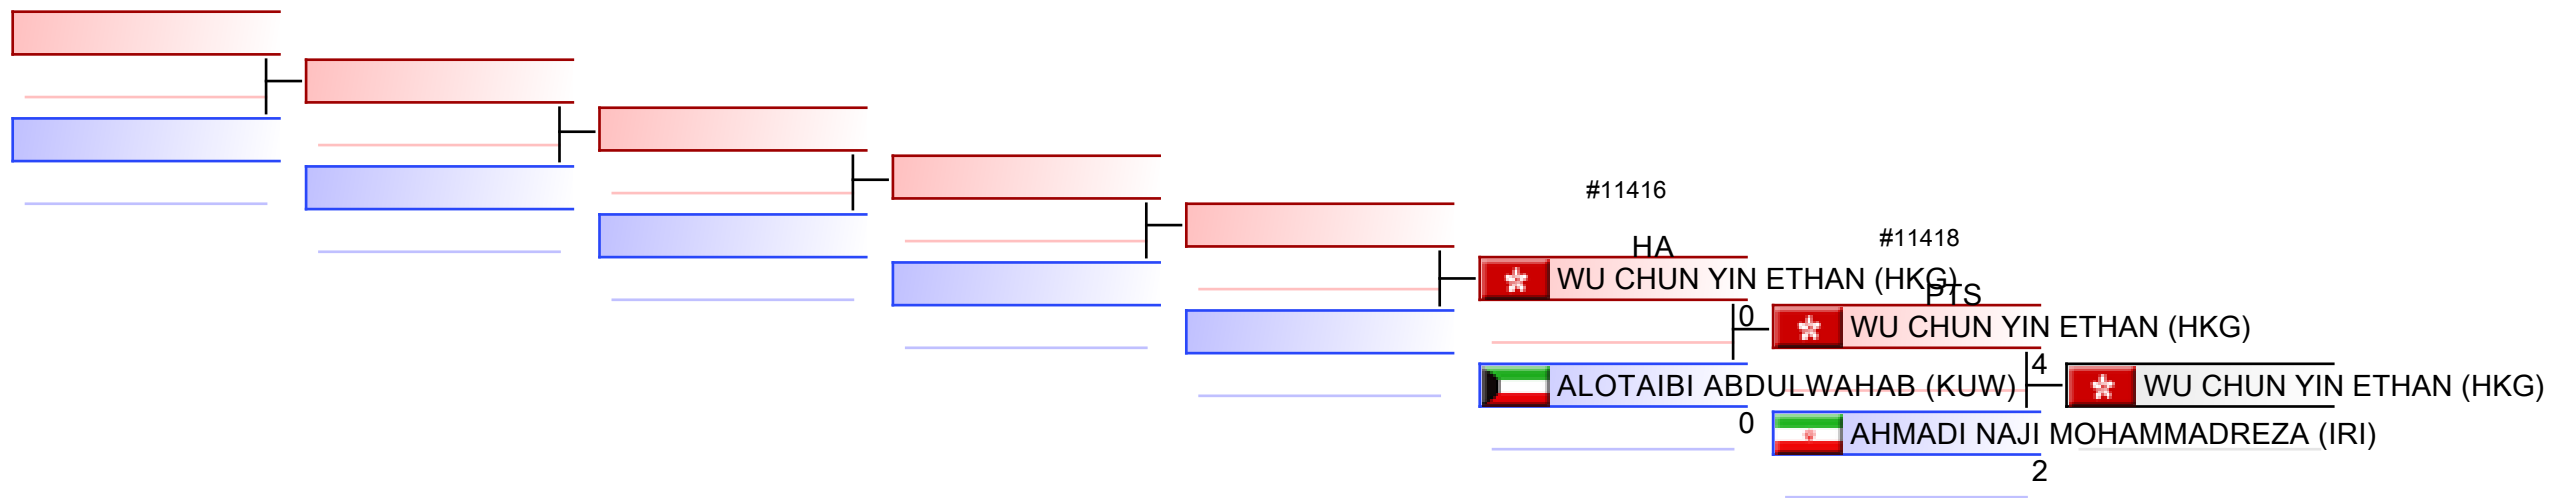 #11416
HA
WU CHUN YIN ETHAN (HKG)
0
ALOTAIBI ABDULWAHAB (KUW)
0
#11418
PTS
WU CHUN YIN ETHAN (HKG)
4
AHMADI NAJI MOHAMMADREZA (IRI)
2
WU CHUN YIN ETHAN (HKG)